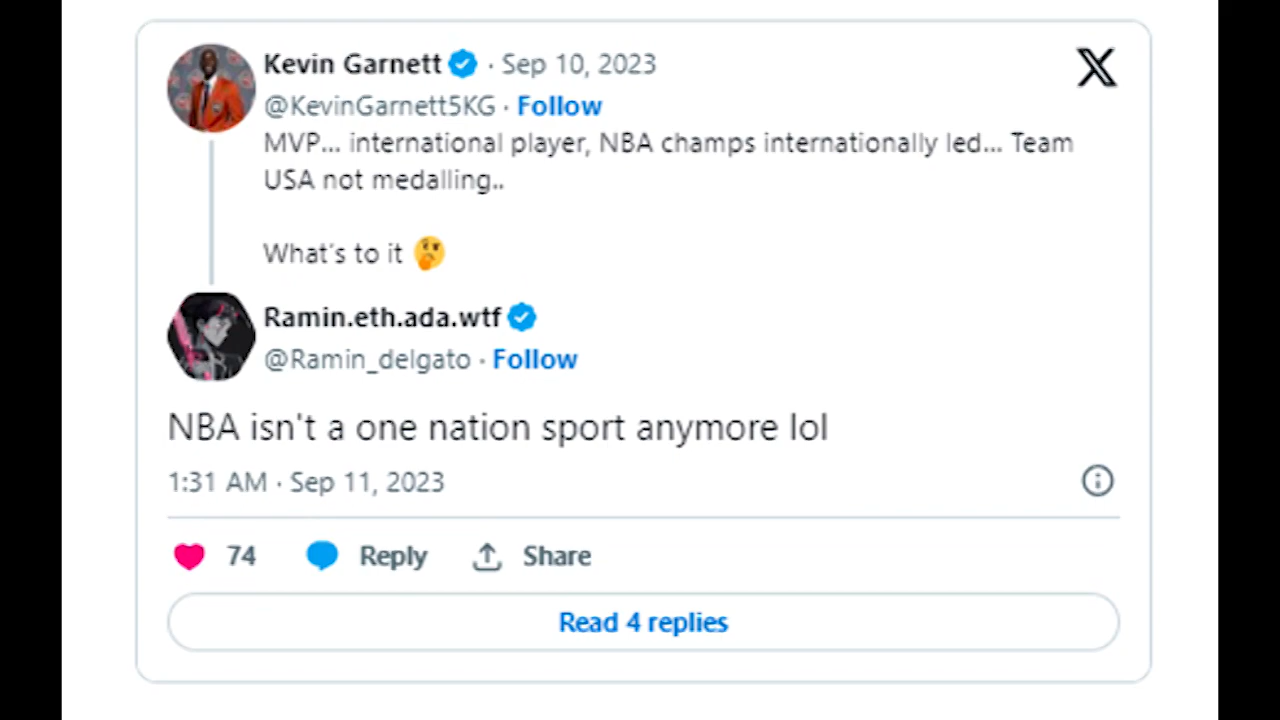 Kevin Garnett · Sep 10, 2023
@KevinGarnett5KG · Follow
MVP... international player, NBA champs internationally led... Team
USA not medalling..
What's to it 🤔
Ramin.eth.ada.wtf
@Ramin_delgato · Follow
NBA isn't a one nation sport anymore lol
1:31 AM · Sep 11, 2023
74 Reply Share
Read 4 replies